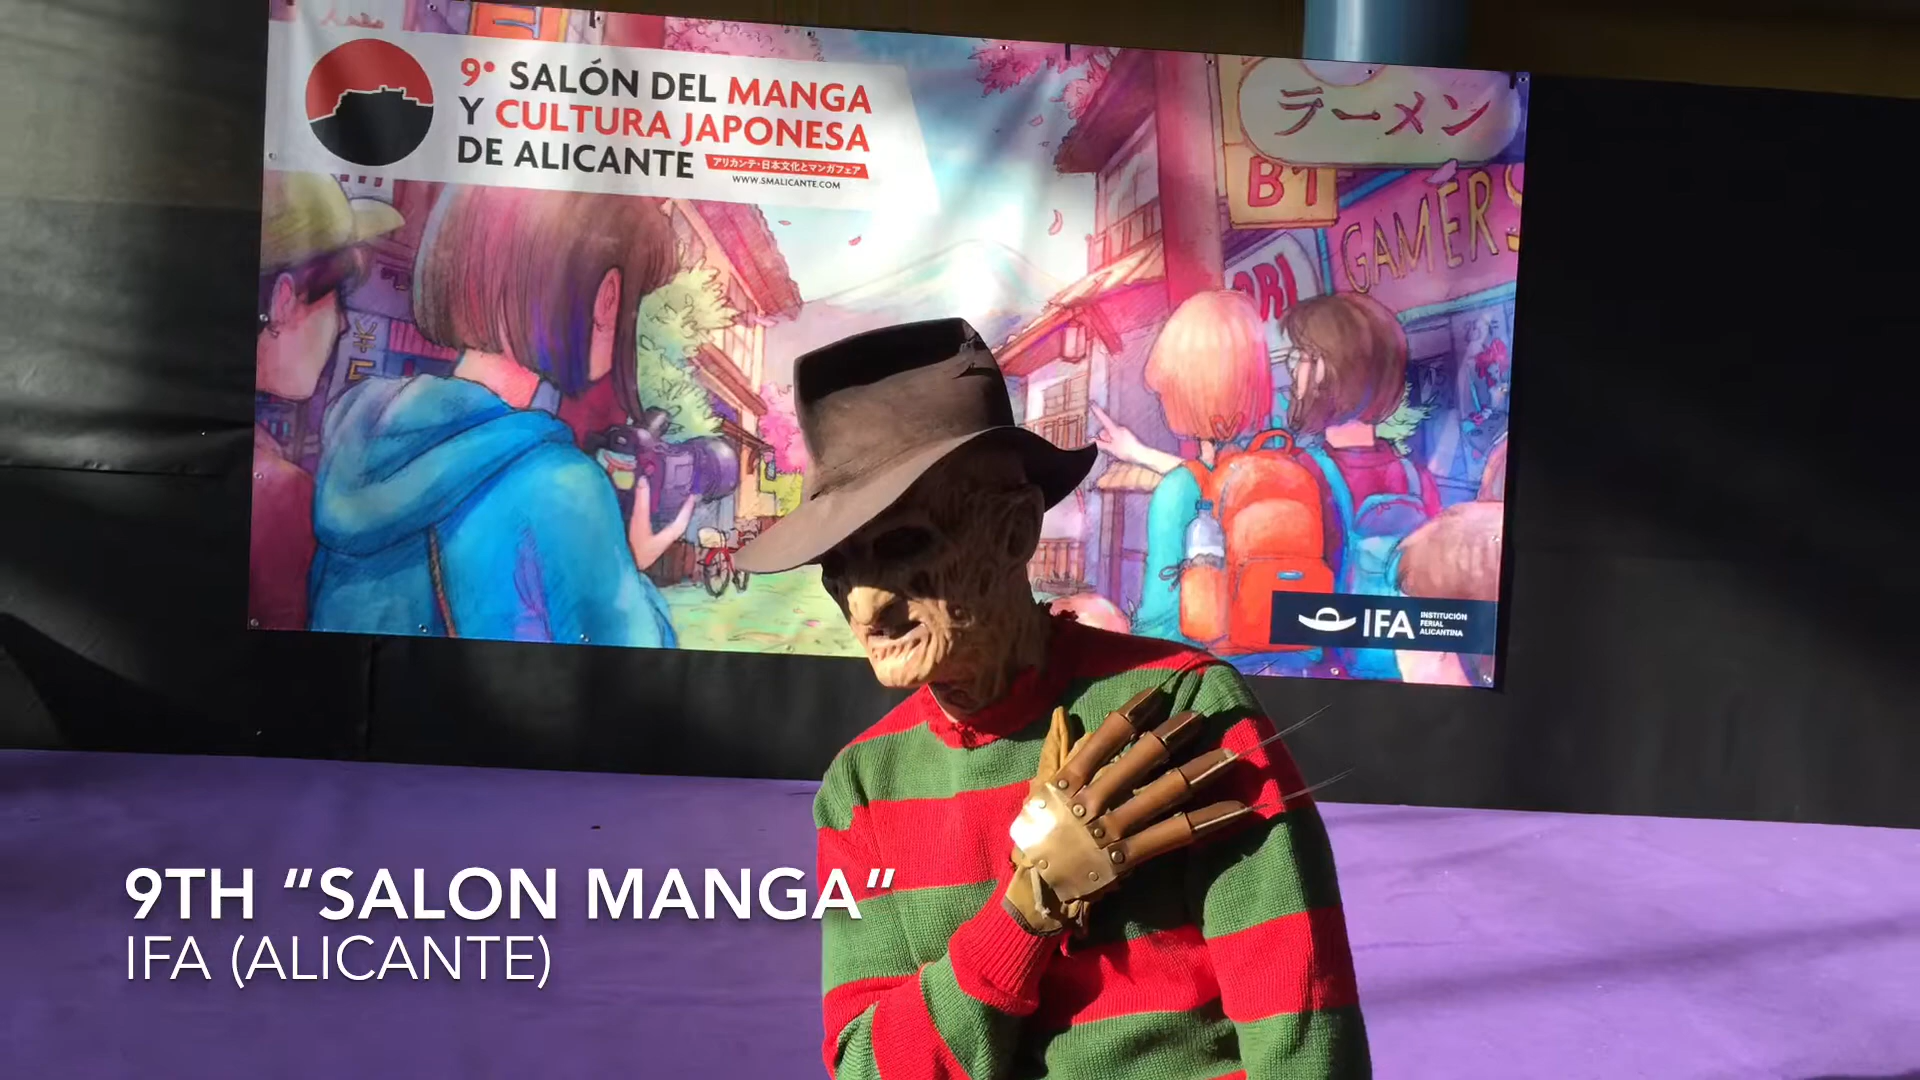 9º SALÓN DEL MANGA
Y CULTURA JAPONESA
DE ALICANTE
アリカンテ・日本文化とマンガフェア
WWW.SMALICANTE.COM
ラーメン
B1
GAMERS
IFA
INSTITUCIÓN
FERIAL
ALICANTINA
9TH “SALON MANGA”
IFA (ALICANTE)